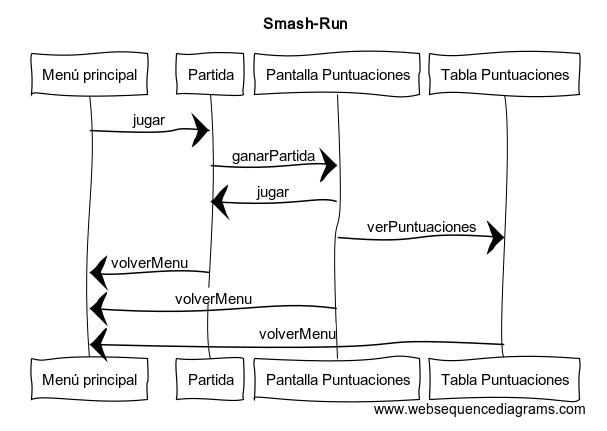 Smash-Run
Menú principal Partida Pantalla Puntuaciones Tabla Puntuaciones
jugar
ganarPartida
jugar
verPuntuaciones
volverMenu
volverMenu
volverMenu
Menú principal Partida Pantalla Puntuaciones Tabla Puntuaciones
www.websequencediagrams.com